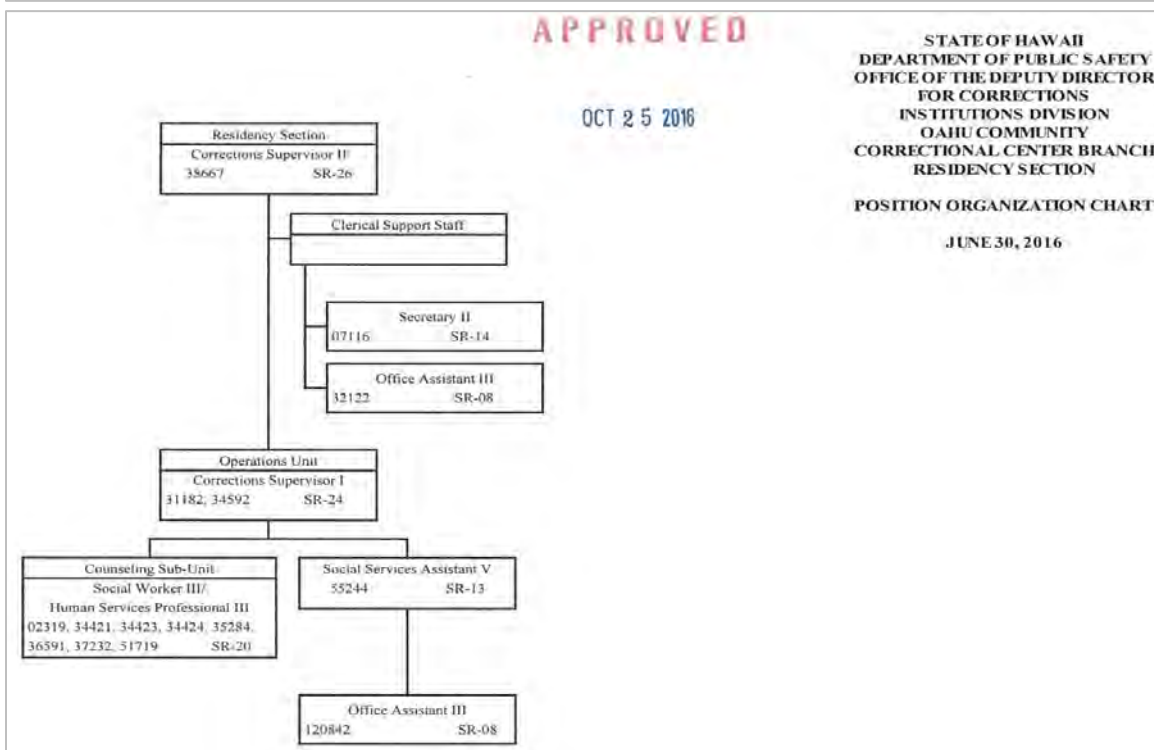 APPROVED
OCT 25 2016
STATE OF HAWAII
DEPARTMENT OF PUBLIC SAFETY
OFFICE OF THE DEPUTY DIRECTOR
FOR CORRECTIONS
INSTITUTIONS DIVISION
OAHU COMMUNITY
CORRECTIONAL CENTER BRANCH
RESIDENCY SECTION
POSITION ORGANIZATION CHART
JUNE 30, 2016
Residency Section
Corrections Supervisor II
38667 SR-26
Clerical Support Staff
Secretary II
07116 SR-14
Office Assistant III
32122 SR-08
Operations Unit
Corrections Supervisor I
31182, 34592 SR-24
Counseling Sub-Unit
Social Worker III/
Human Services Professional III
02319, 34421, 34423, 34424, 35284,
36591, 37232, 51719 SR-20
Social Services Assistant V
55244 SR-13
Office Assistant III
120842 SR-08